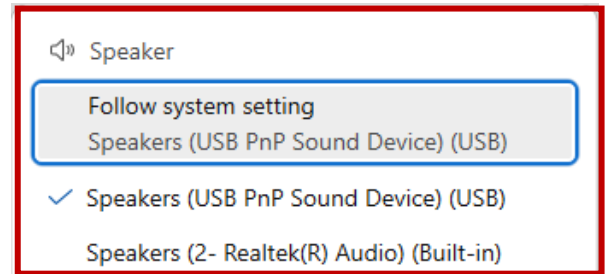 Speaker
Follow system setting
Speakers (USB PnP Sound Device) (USB)
Speakers (USB PnP Sound Device) (USB)
Speakers (2- Realtek(R) Audio) (Built-in)